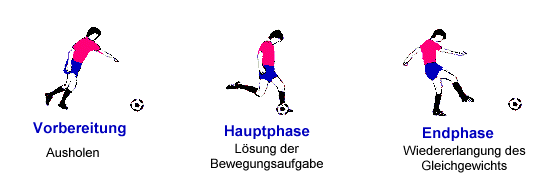 Vorbereitung
Ausholen
Hauptphase
Lösung der
Bewegungsaufgabe
Endphase
Wiedererlangung des
Gleichgewichts